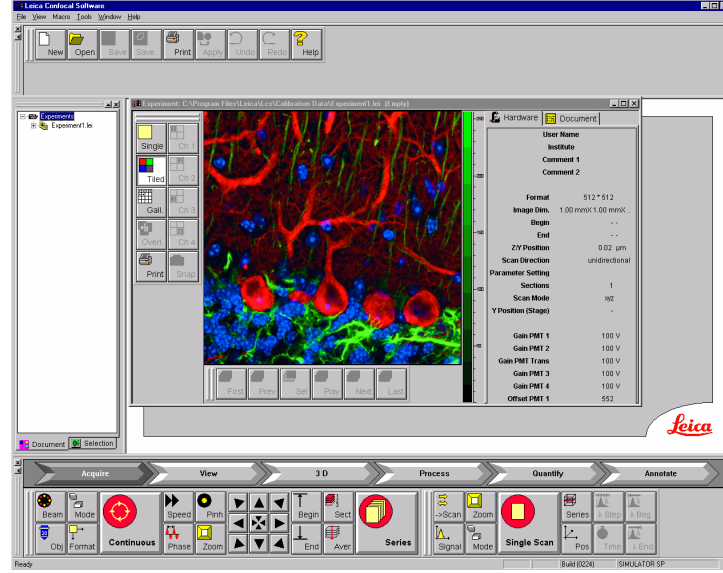 Leica Confocal Software
File View Macro Tools Window Help
New Open Save Save Print Apply Undo Redo Help
Experiments
Experiment1.lei
Experiment: C:\Program Files\Leica\Lcs\Calibration Data\Experiment1.lei (Empty)
Single Ch 1
Tiled Ch 2
Gall. Ch 3
Overl Ch 4
Print Snap
First Prev Sel Play Next Last
Hardware Document
User Name
Institute
Comment 1
Comment 2
Format 512 * 512
Image Dim. 1.00 mmX 1.00 mmX...
Begin - -
End - -
Z/Y Position 0.02 µm
Scan Direction unidirectional
Parameter Setting
Sections 1
Scan Mode xyz
Y Position (Stage) -
Gain PMT 1 100 V
Gain PMT 2 100 V
Gain PMT Trans 100 V
Gain PMT 3 100 V
Gain PMT 4 100 V
Offset PMT 1 552
Leica
Document Selection
Acquire View 3 D Process Quantify Annotate
Beam Mode Continuous Speed Pinh Begin Sect Series ->Scan Zoom Single Scan Series λ Step λ Beg
Obj Format Phase Zoom End Aver Signal Mode Pos Time λ End
Ready Build (0224) SIMULATOR SP